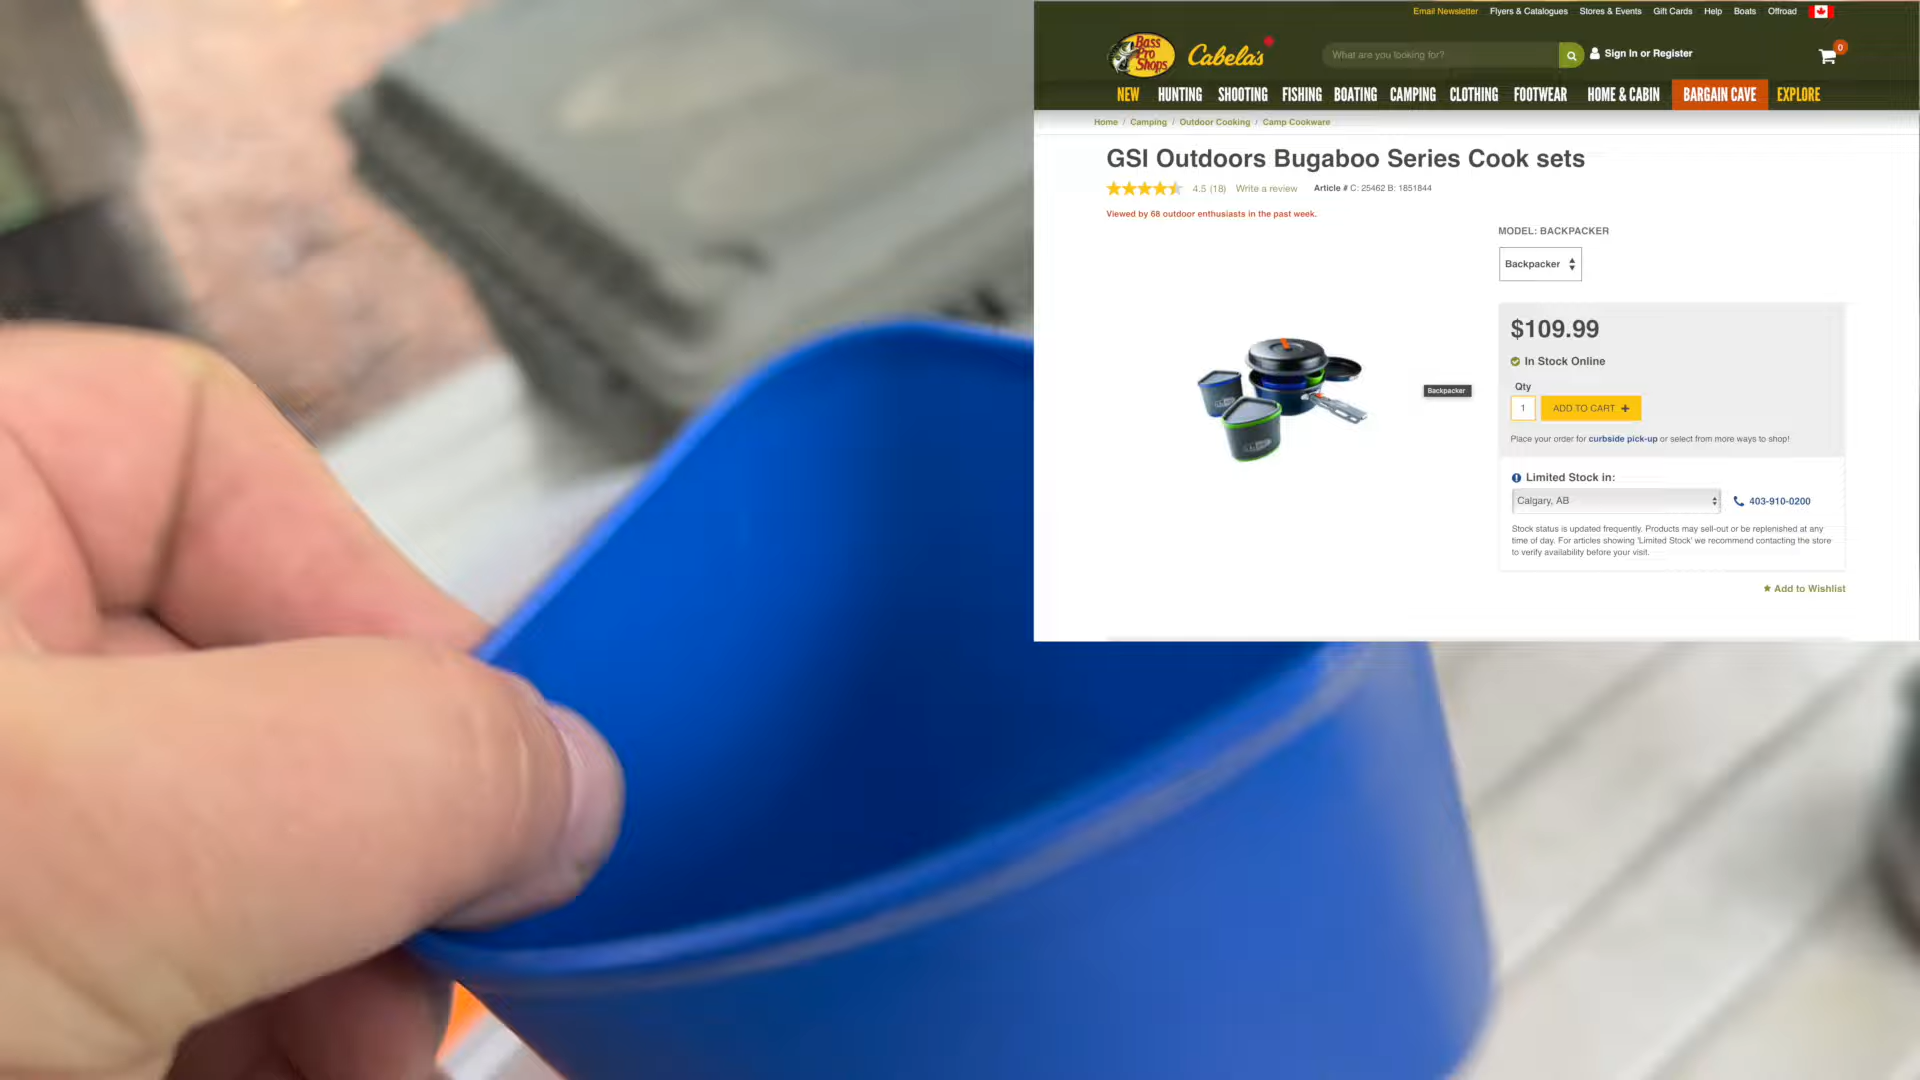 Email Newsletter Flyers & Catalogues Stores & Events Gift Cards Help Boats Offroad
Bass
Pro
Shops
Cabela's
What are you looking for?
Sign In or Register
0
NEW HUNTING SHOOTING FISHING BOATING CAMPING CLOTHING FOOTWEAR HOME & CABIN BARGAIN CAVE EXPLORE
Home / Camping / Outdoor Cooking / Camp Cookware
GSI Outdoors Bugaboo Series Cook sets
4.5 (18) Write a review Article # C: 25462 B: 1851844
Viewed by 68 outdoor enthusiasts in the past week.
MODEL: BACKPACKER
Backpacker
$109.99
In Stock Online
Qty
1 ADD TO CART +
Backpacker
Place your order for curbside pick-up or select from more ways to shop!
Limited Stock in:
Calgary, AB 403-910-0200
Stock status is updated frequently. Products may sell-out or be replenished at any
time of day. For articles showing 'Limited Stock' we recommend contacting the store
to verify availability before your visit.
Add to Wishlist